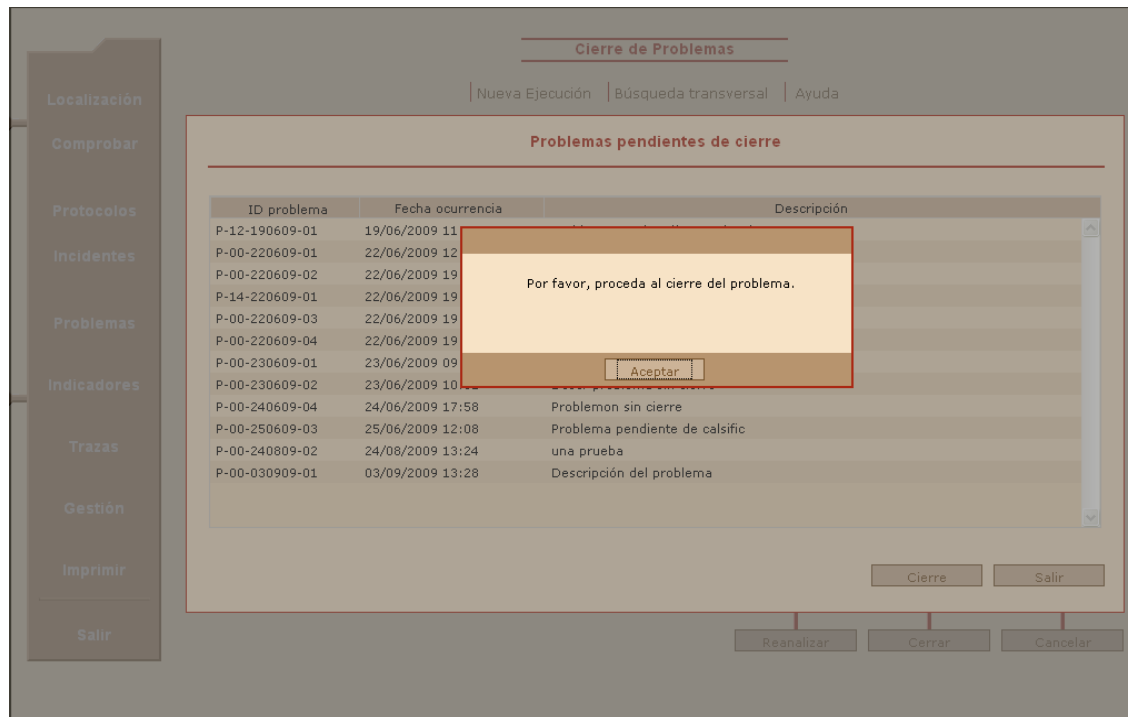 Cierre de Problemas
Nueva Ejecución Búsqueda transversal Ayuda
Localización
Comprobar
Protocolos
Incidentes
Problemas
Indicadores
Trazas
Gestión
Imprimir
Salir
Problemas pendientes de cierre
ID problema Fecha ocurrencia Descripción
P-12-190609-01 19/06/2009 11
P-00-220609-01 22/06/2009 12
P-00-220609-02 22/06/2009 19
P-14-220609-01 22/06/2009 19
P-00-220609-03 22/06/2009 19
P-00-220609-04 22/06/2009 19
P-00-230609-01 23/06/2009 09
P-00-230609-02 23/06/2009 10
P-00-240609-04 24/06/2009 17:58 Problemon sin cierre
P-00-250609-03 25/06/2009 12:08 Problema pendiente de calsific
P-00-240809-02 24/08/2009 13:24 una prueba
P-00-030909-01 03/09/2009 13:28 Descripción del problema
Por favor, proceda al cierre del problema.
Aceptar
Cierre Salir
Reanalizar Cerrar Cancelar